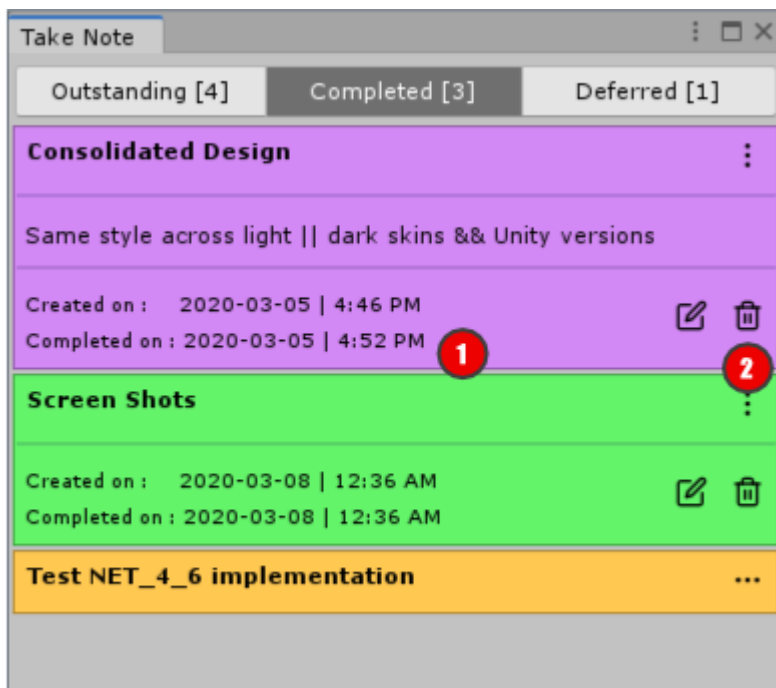 Take Note
Outstanding [4] Completed [3] Deferred [1]
Consolidated Design
Same style across light || dark skins && Unity versions
Created on : 2020-03-05 | 4:46 PM
Completed on : 2020-03-05 | 4:52 PM
1
2
Screen Shots
Created on : 2020-03-08 | 12:36 AM
Completed on : 2020-03-08 | 12:36 AM
Test NET_4_6 implementation